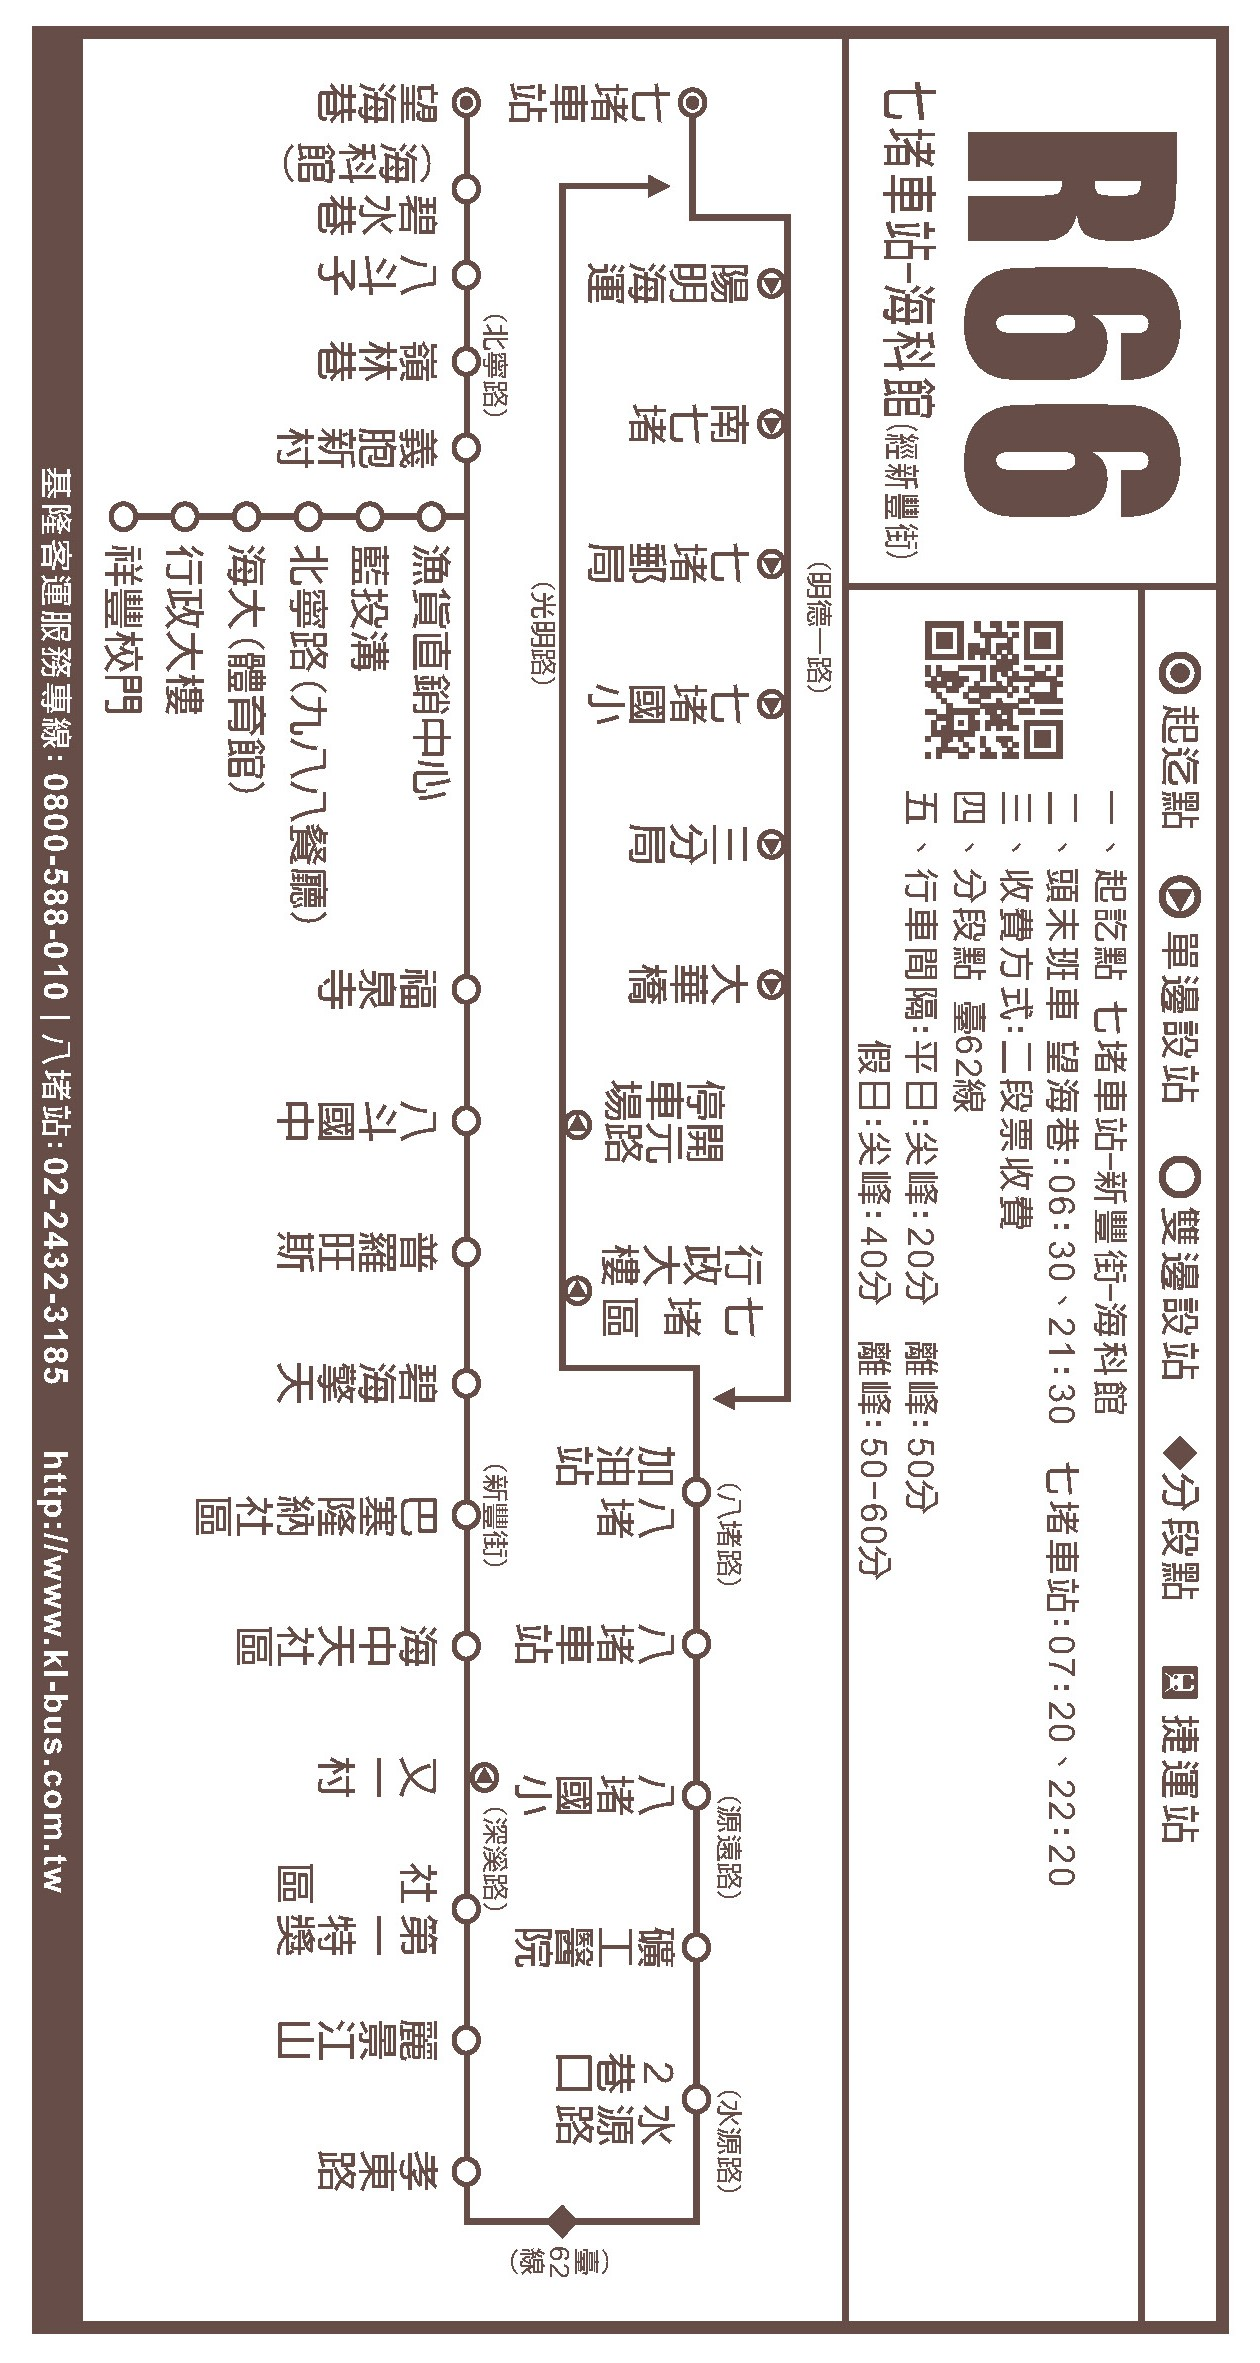 R66
七堵車站-海科館(經新豐街)
起迄點 單邊設站 雙邊設站 分段點 捷運站
一、起訖點 七堵車站-新豐街-海科館
二、頭末班車 望海巷:06:30、21:30 七堵車站:07:20、22:20
三、收費方式:二段票收費
四、分段點 臺62線
五、行車間隔:平日:尖峰:20分 離峰:50分
假日:尖峰:40分 離峰:50-60分
(明德一路)
七堵車站
陽明海運
南七堵
七堵郵局
七堵國小
三分局
大華橋
(光明路)
開元路停車場
七堵區行政大樓
(八堵路)
八堵加油站
八堵車站
(源遠路)
八堵國小
礦工醫院
(水源路)
水源路2巷口
(臺62線)
望海巷(海科館)
碧水巷
八斗子
(北寧路)
嶺林巷
義胞新村
漁貨直銷中心
藍投溝
北寧路(九八八餐廳)
海大(體育館)
行政大樓
祥豐校門
福泉寺
八斗國中
普羅旺斯
碧海擎天
(新豐街)
巴塞隆納社區
海中天社區
又一村
(深溪路)
第一特獎社區
麗景江山
孝東路
基隆客運服務專線:0800-588-010|八堵站:02-2432-3185 http://www.kl-bus.com.tw